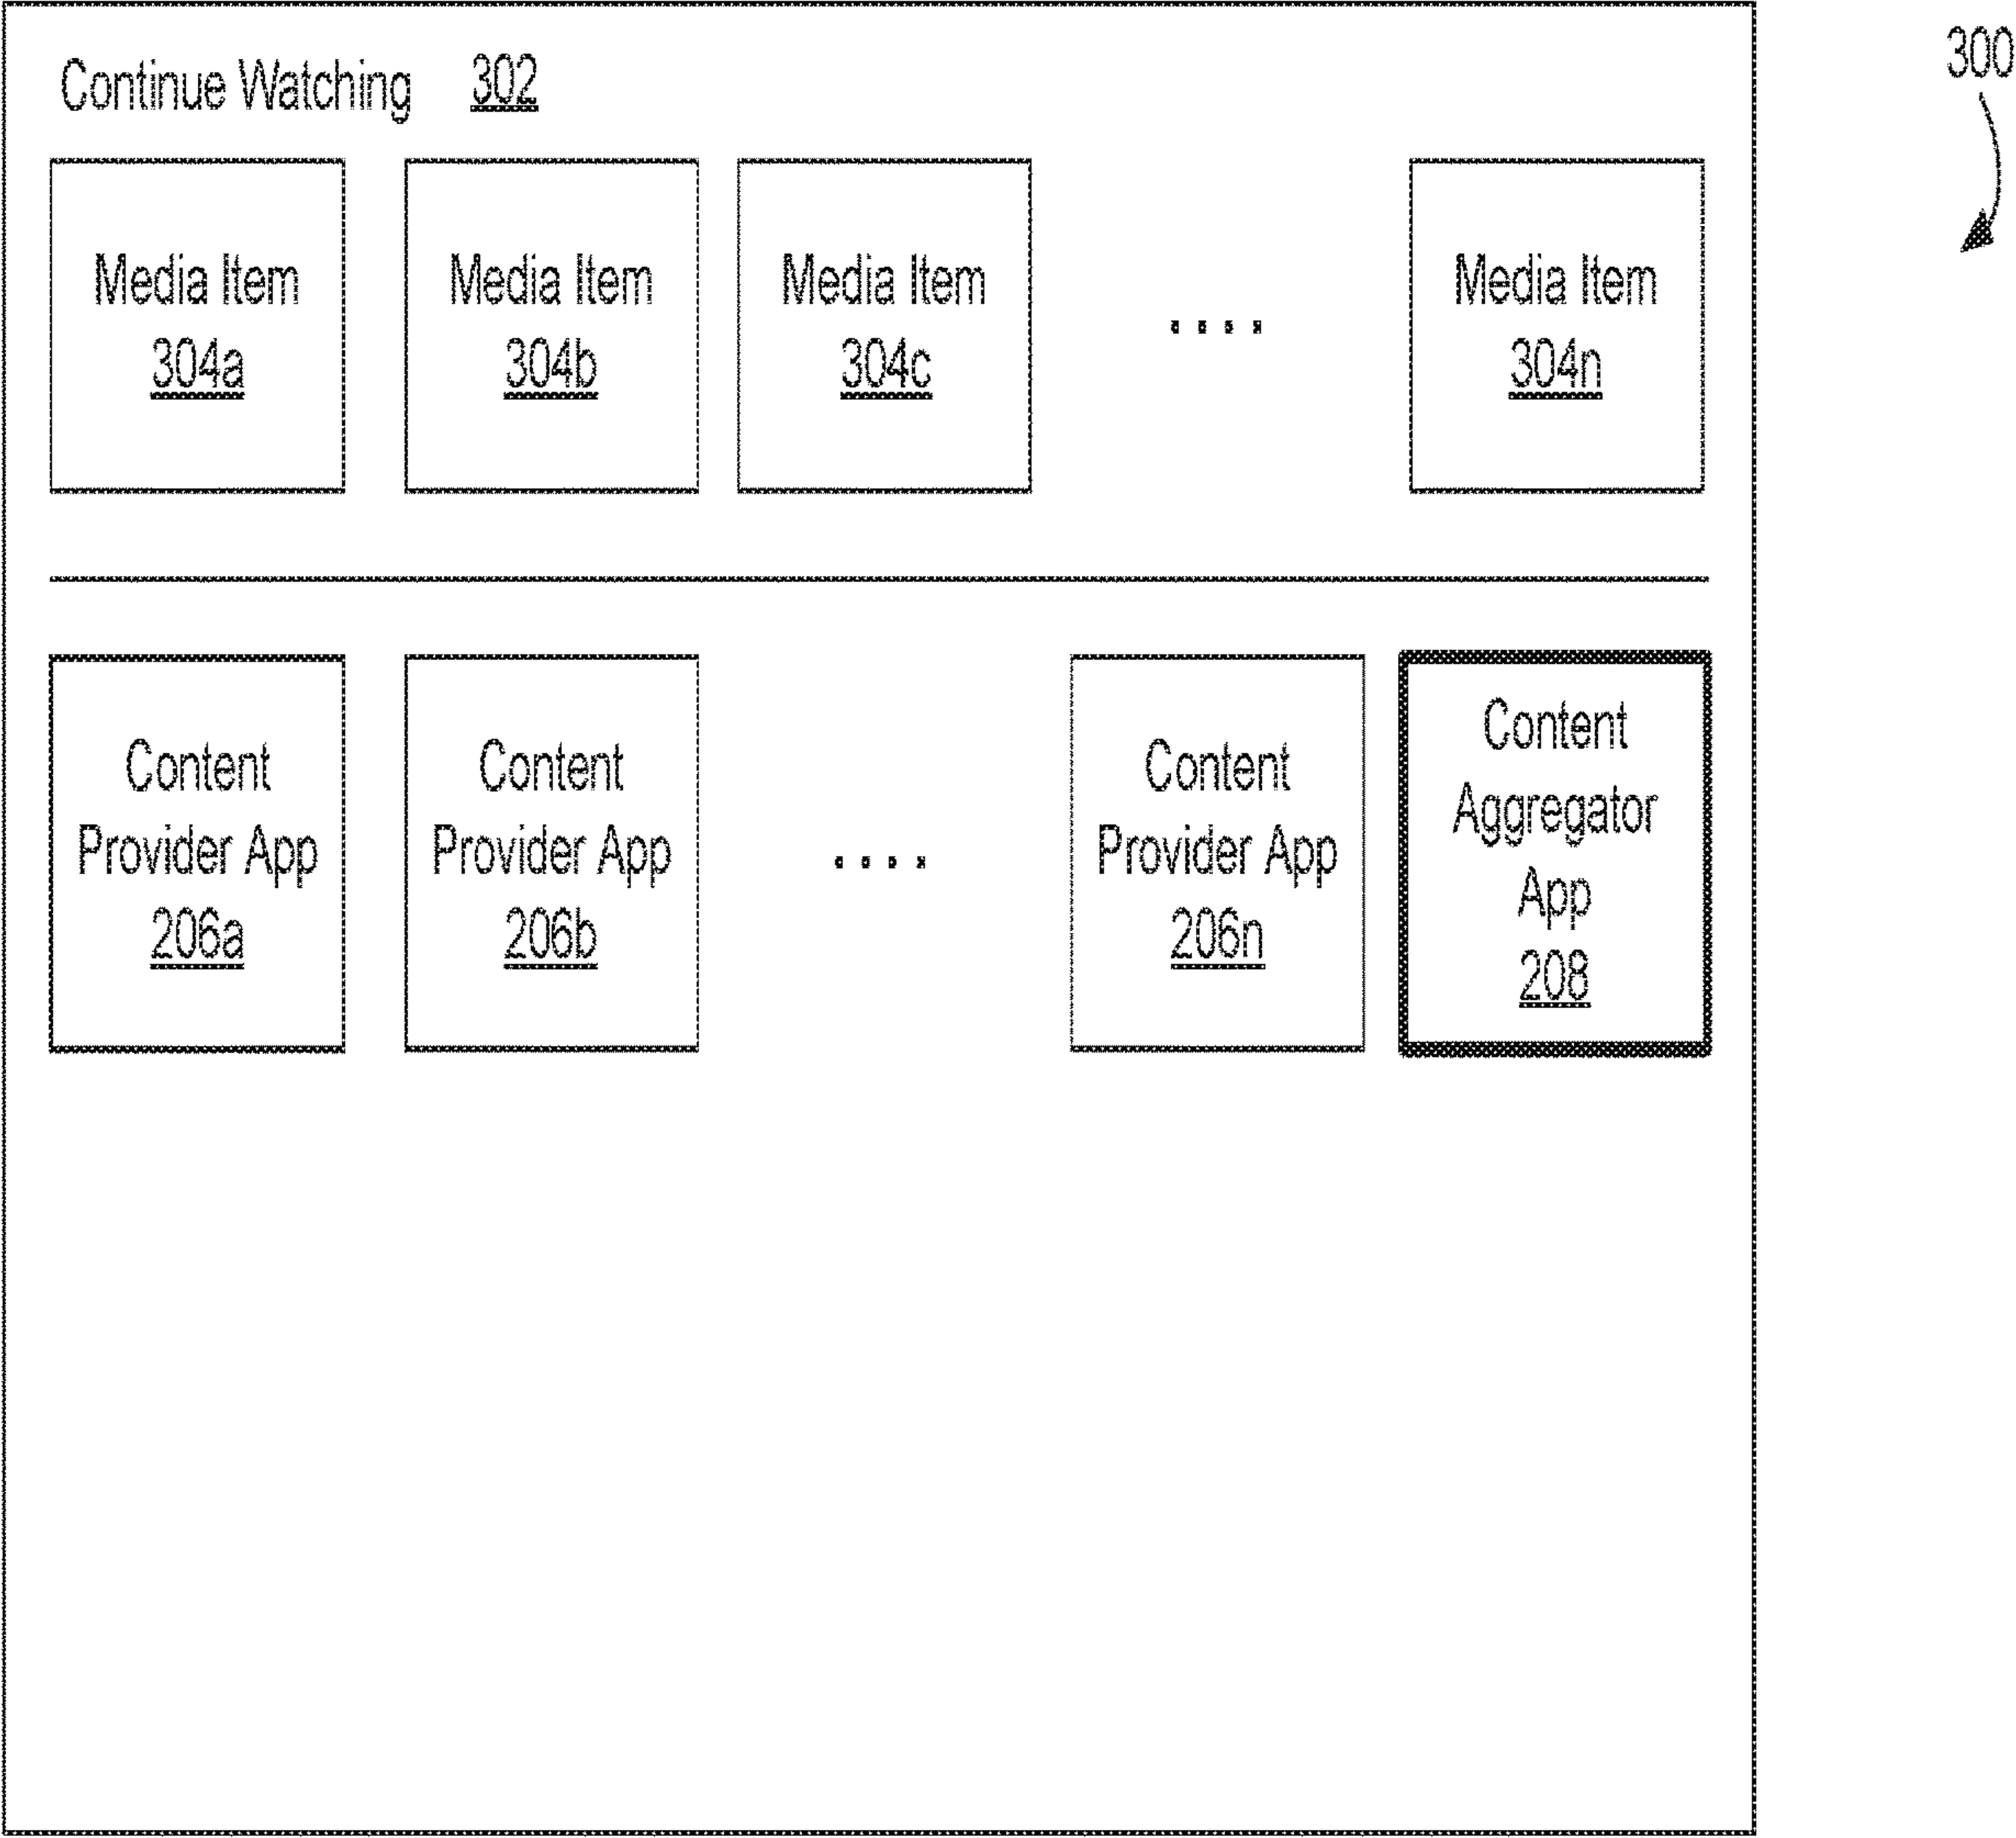 Continue Watching 302
300
Media Item
304a
Media Item
304b
Media Item
304c
....
Media Item
304n
Content
Provider App
206a
Content
Provider App
206b
....
Content
Provider App
206n
Content
Aggregator
App
208